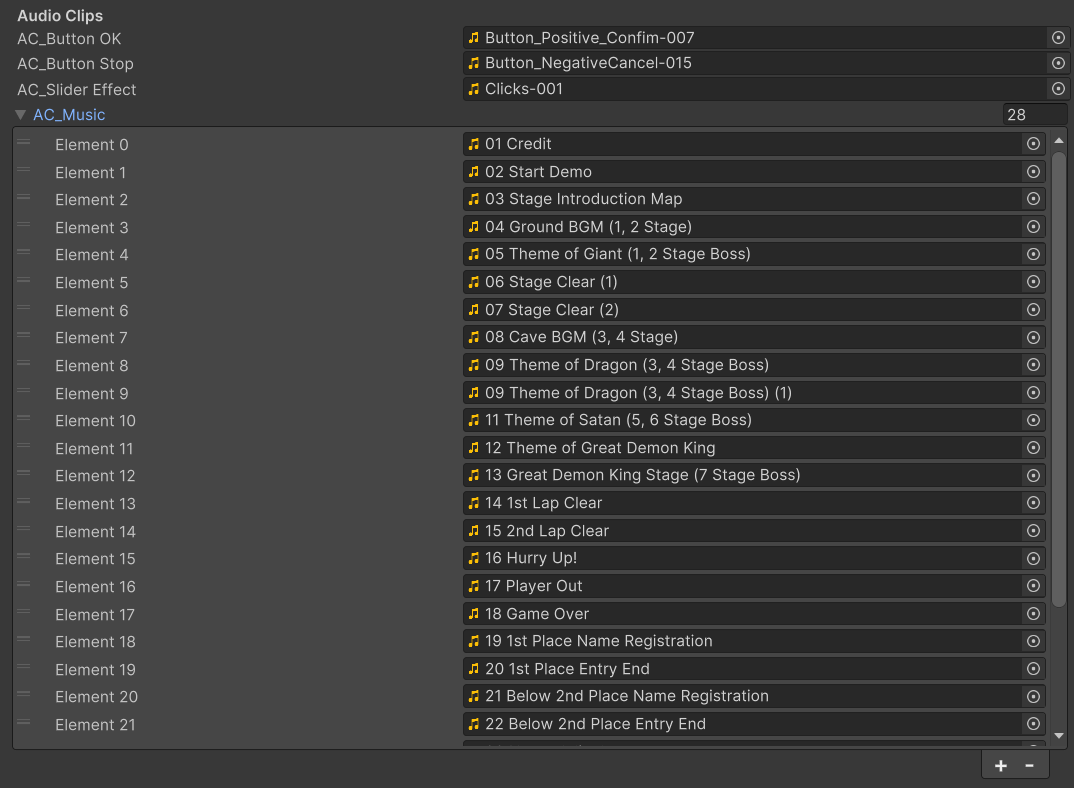 Audio Clips
AC_Button OK Button_Positive_Confim-007
AC_Button Stop Button_NegativeCancel-015
AC_Slider Effect Clicks-001
AC_Music 28
Element 0 01 Credit
Element 1 02 Start Demo
Element 2 03 Stage Introduction Map
Element 3 04 Ground BGM (1, 2 Stage)
Element 4 05 Theme of Giant (1, 2 Stage Boss)
Element 5 06 Stage Clear (1)
Element 6 07 Stage Clear (2)
Element 7 08 Cave BGM (3, 4 Stage)
Element 8 09 Theme of Dragon (3, 4 Stage Boss)
Element 9 09 Theme of Dragon (3, 4 Stage Boss) (1)
Element 10 11 Theme of Satan (5, 6 Stage Boss)
Element 11 12 Theme of Great Demon King
Element 12 13 Great Demon King Stage (7 Stage Boss)
Element 13 14 1st Lap Clear
Element 14 15 2nd Lap Clear
Element 15 16 Hurry Up!
Element 16 17 Player Out
Element 17 18 Game Over
Element 18 19 1st Place Name Registration
Element 19 20 1st Place Entry End
Element 20 21 Below 2nd Place Name Registration
Element 21 22 Below 2nd Place Entry End
+ -